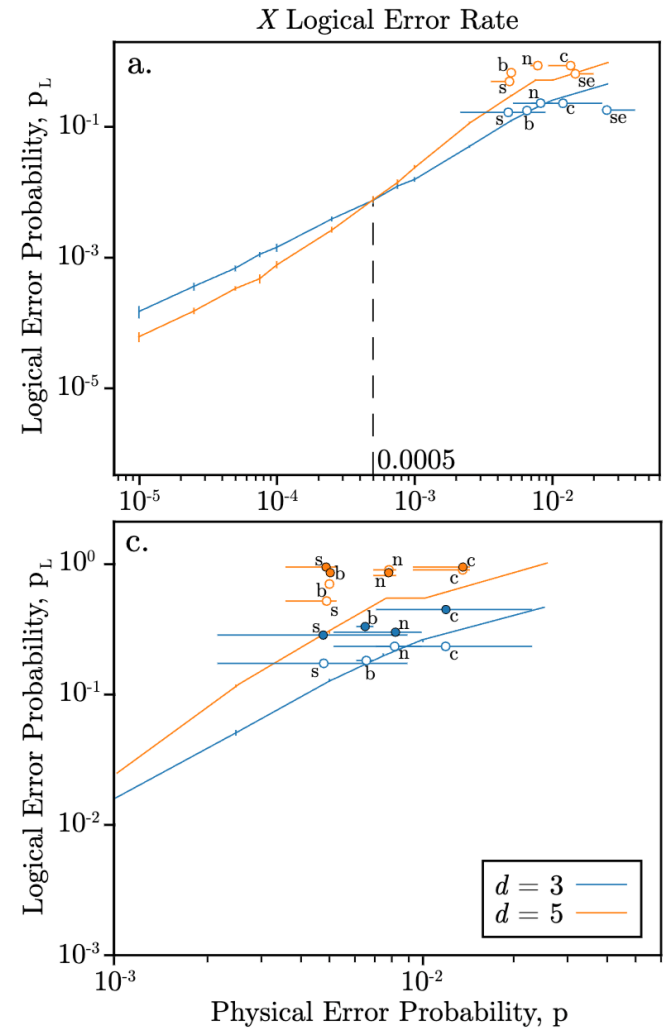 X Logical Error Rate
a.
Logical Error Probability, p_L
10^-1
10^-3
10^-5
b n c
s se
n
s b c se
0.0005
10^-5 10^-4 10^-3 10^-2
c.
Logical Error Probability, p_L
10^0
10^-1
10^-2
10^-3
s b n c
b n c
s
s b n c
s b n c
d = 3
d = 5
10^-3 10^-2
Physical Error Probability, p